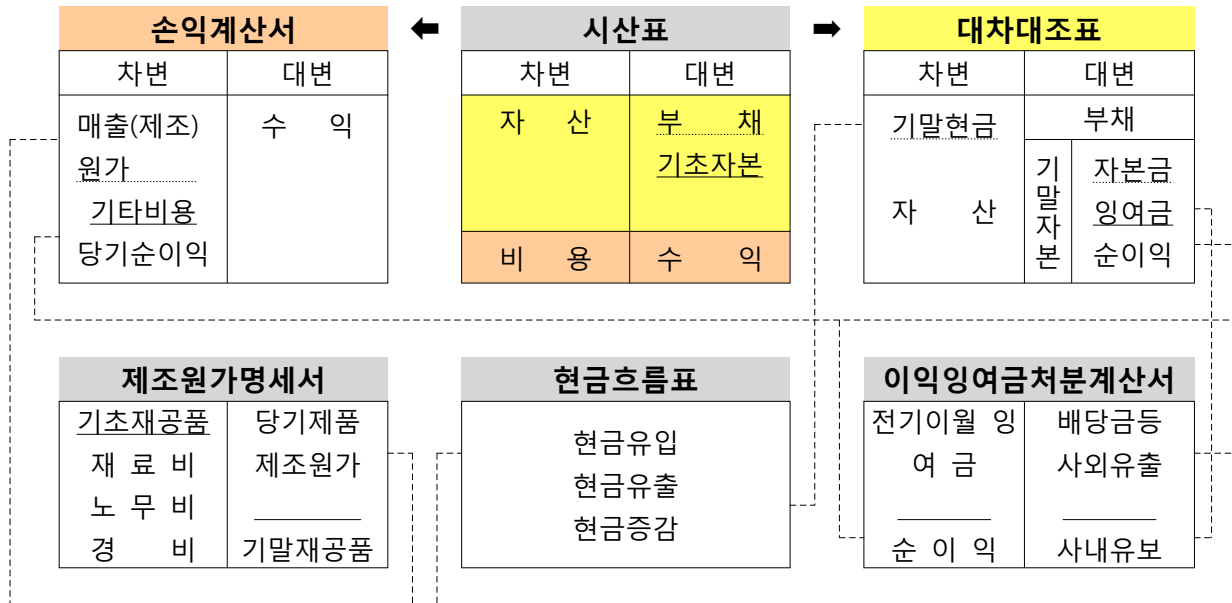 손익계산서
차변 대변
매출(제조) 수 익
원가
기타비용
당기순이익
시산표
차변 대변
자 산 부 채
기초자본
비 용 수 익
대차대조표
차변 대변
기말현금 부채
자 산 기말자본 자본금
잉여금
순이익
제조원가명세서
기초재공품 당기제품
재 료 비 제조원가
노 무 비
경 비 기말재공품
현금흐름표
현금유입
현금유출
현금증감
이익잉여금처분계산서
전기이월 잉 배당금등
여 금 사외유출
순 이 익 사내유보